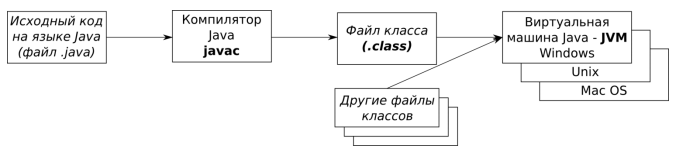 Исходный код
на языке Java
(файл .java)
Компилятор
Java
javac
Файл класса
(.class)
Другие файлы
классов
Виртуальная
машина Java - JVM
Windows
Unix
Mac OS